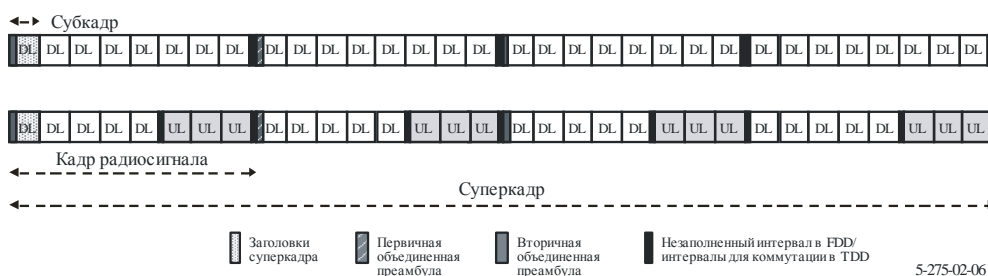 Субкадр
DL DL DL DL DL DL DL DL DL DL DL DL DL DL DL DL DL DL DL DL DL DL DL DL DL DL DL DL DL DL DL DL
DL DL DL DL DL UL UL UL DL DL DL DL DL UL UL UL DL DL DL DL DL UL UL UL DL DL DL DL DL UL UL UL
Кадр радиосигнала
Суперкадр
Заголовки
суперкадра
Первичная
объединенная
преамбула
Вторичная
объединенная
преамбула
Незаполненный интервал в FDD/
интервалы для коммутации в TDD
5-275-02-06